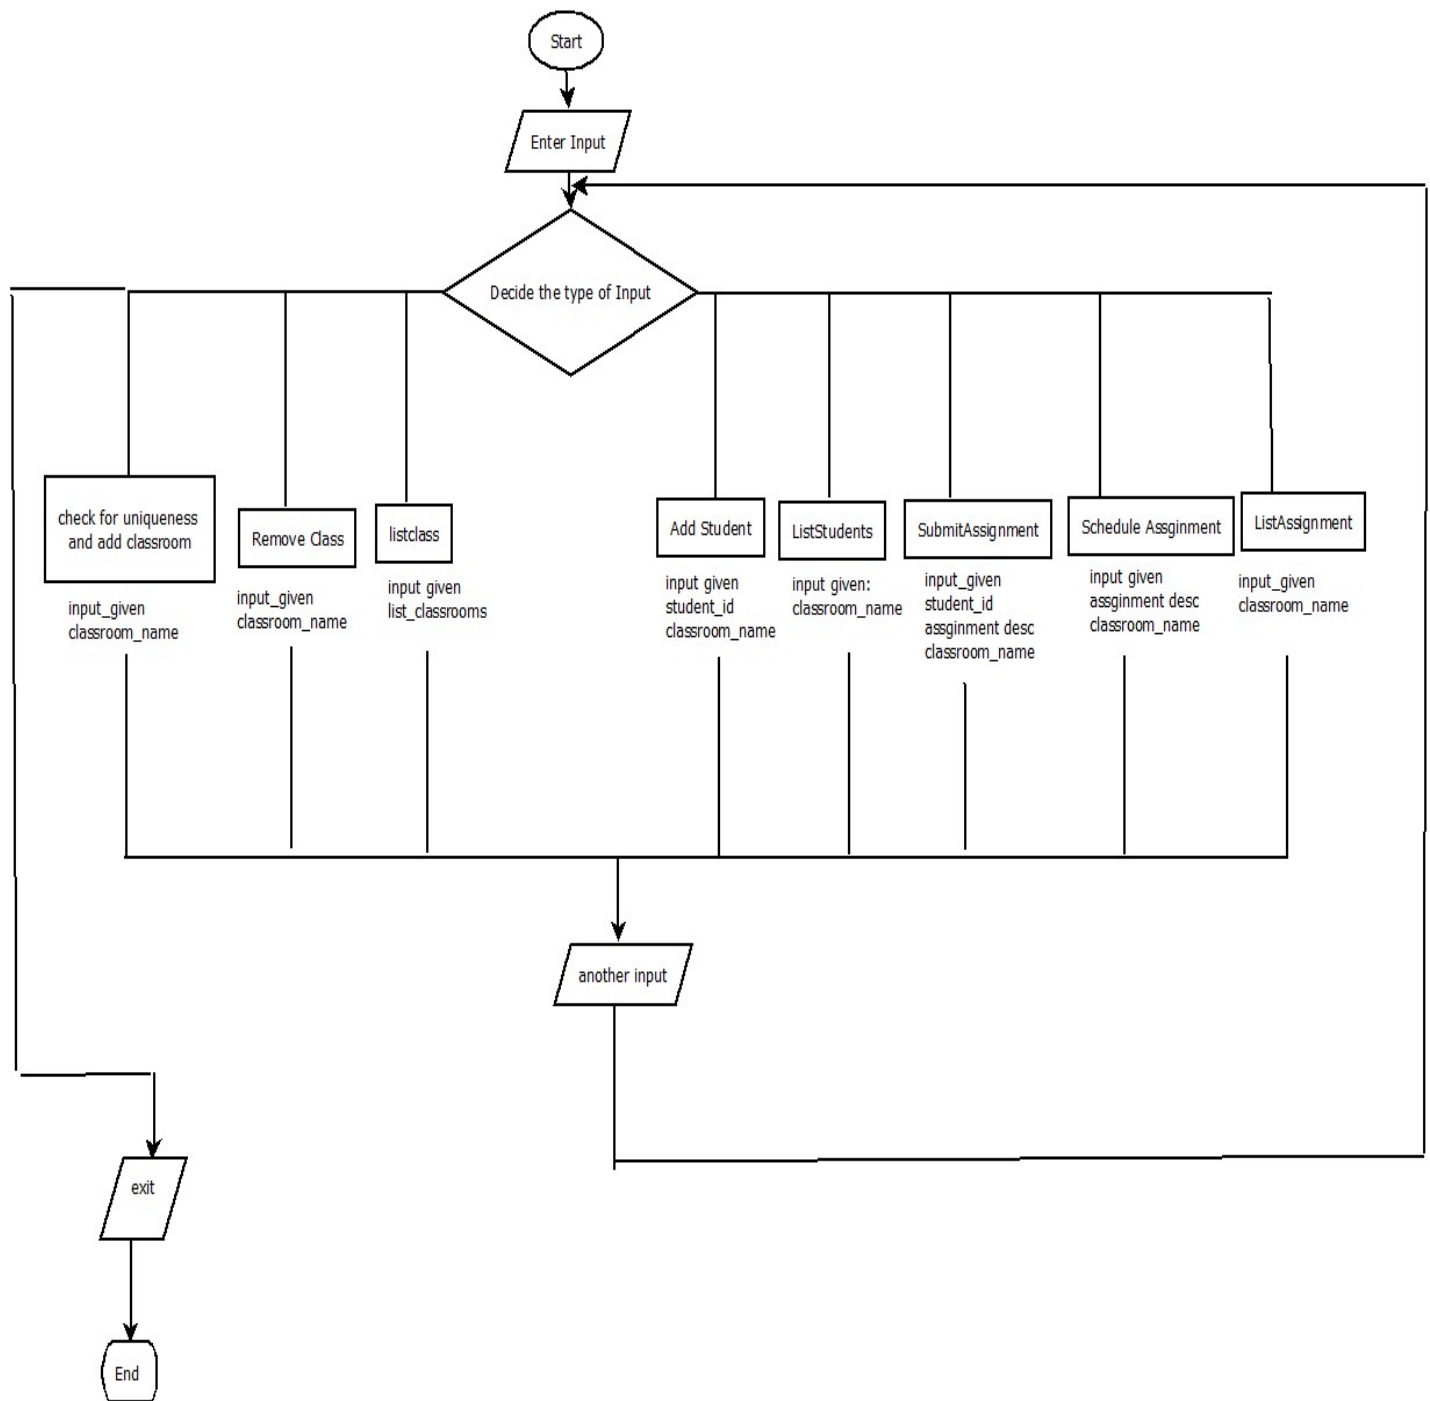 Start
Enter Input
Decide the type of Input
check for uniqueness
and add classroom
input_given
classroom_name
Remove Class
input_given
classroom_name
listclass
input given
list_classrooms
Add Student
input given
student_id
classroom_name
ListStudents
input given:
classroom_name
SubmitAssignment
input_given
student_id
assginment desc
classroom_name
Schedule Assginment
input given
assginment desc
classroom_name
ListAssignment
input_given
classroom_name
another input
exit
End